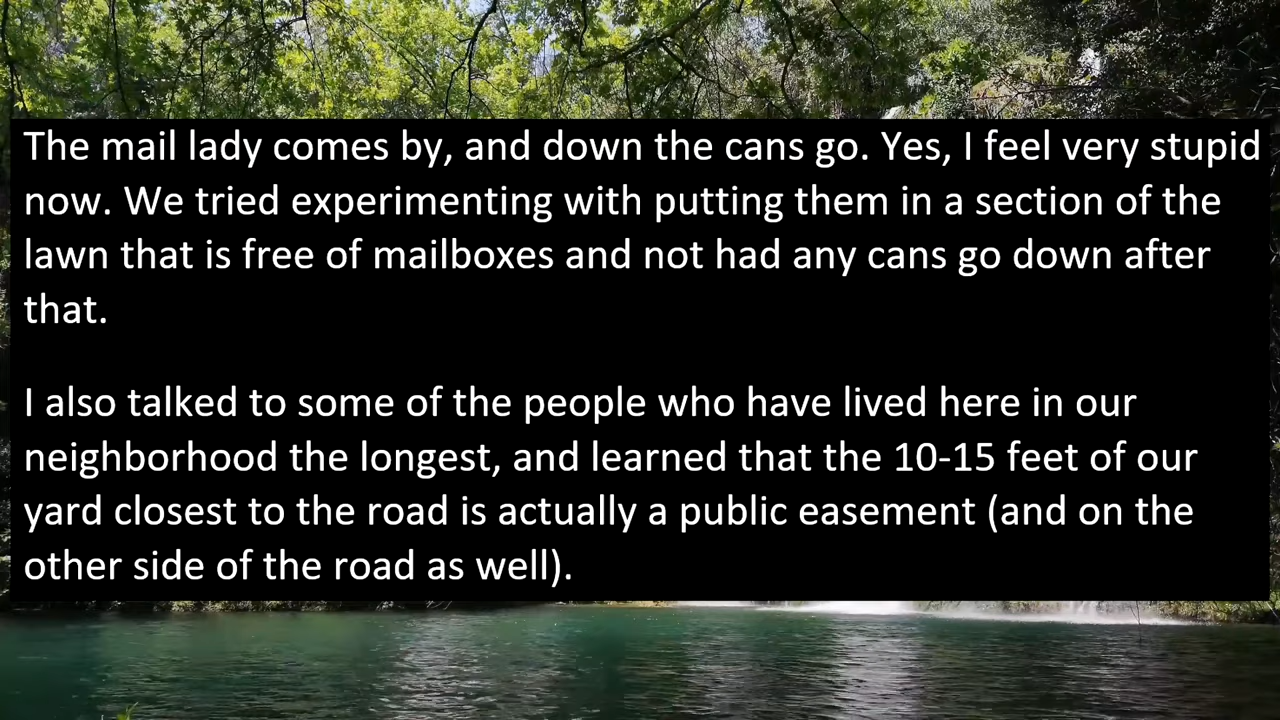 The mail lady comes by, and down the cans go. Yes, I feel very stupid
now. We tried experimenting with putting them in a section of the
lawn that is free of mailboxes and not had any cans go down after
that.
I also talked to some of the people who have lived here in our
neighborhood the longest, and learned that the 10-15 feet of our
yard closest to the road is actually a public easement (and on the
other side of the road as well).